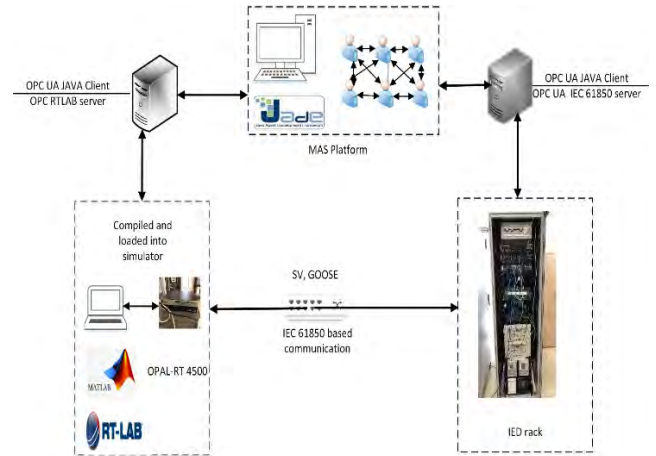 OPC UA JAVA Client
OPC RTLAB server
Jade
MAS Platform
OPC UA JAVA Client
OPC UA IEC 61850 server
Compiled and
loaded into
simulator
SV, GOOSE
IEC 61850 based
communication
OPAL-RT 4500
MATLAB
RT-LAB
IED rack